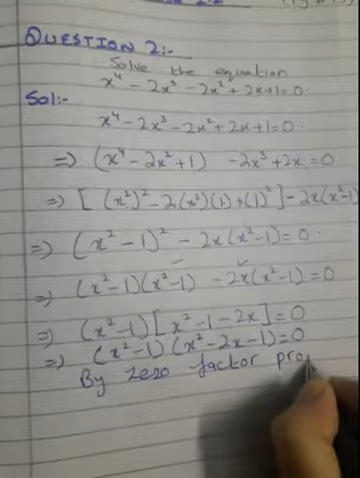 QUESTION 2:-
Solve the equation
x⁴ - 2x³ - 2x² + 2x + 1 = 0.
Sol:-
x⁴ - 2x³ - 2x² + 2x + 1 = 0
=> (x⁴ - 2x² + 1) - 2x³ + 2x = 0
=> [(x²)² - 2(x²)(1) + (1)²] - 2x(x²-1)
=> (x² - 1)² - 2x(x²-1) = 0.
=> (x²-1)(x²-1) - 2x(x²-1) = 0
=> (x²-1)[x² - 1 - 2x] = 0
=> (x²-1)(x²-2x-1) = 0
By zero factor pro